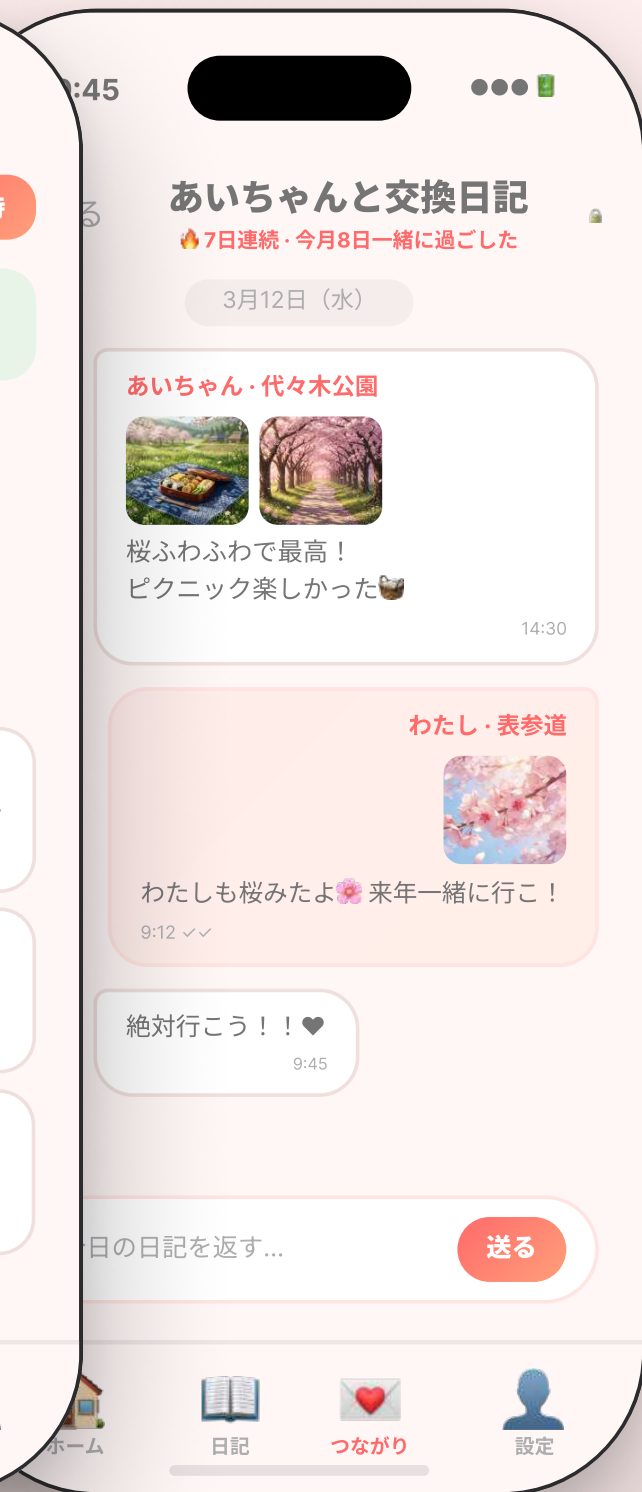 :45
る
あいちゃんと交換日記
7日連続·今月8日一緒に過ごした
3月12日（水）
あいちゃん·代々木公園
桜ふわふわで最高！
ピクニック楽しかった🧺
14:30
わたし·表参道
わたしも桜みたよ🌸 来年一緒に行こ！
9:12 ✓✓
絶対行こう！！♥
9:45
日の日記を返す...
送る
ホーム
日記
つながり
設定